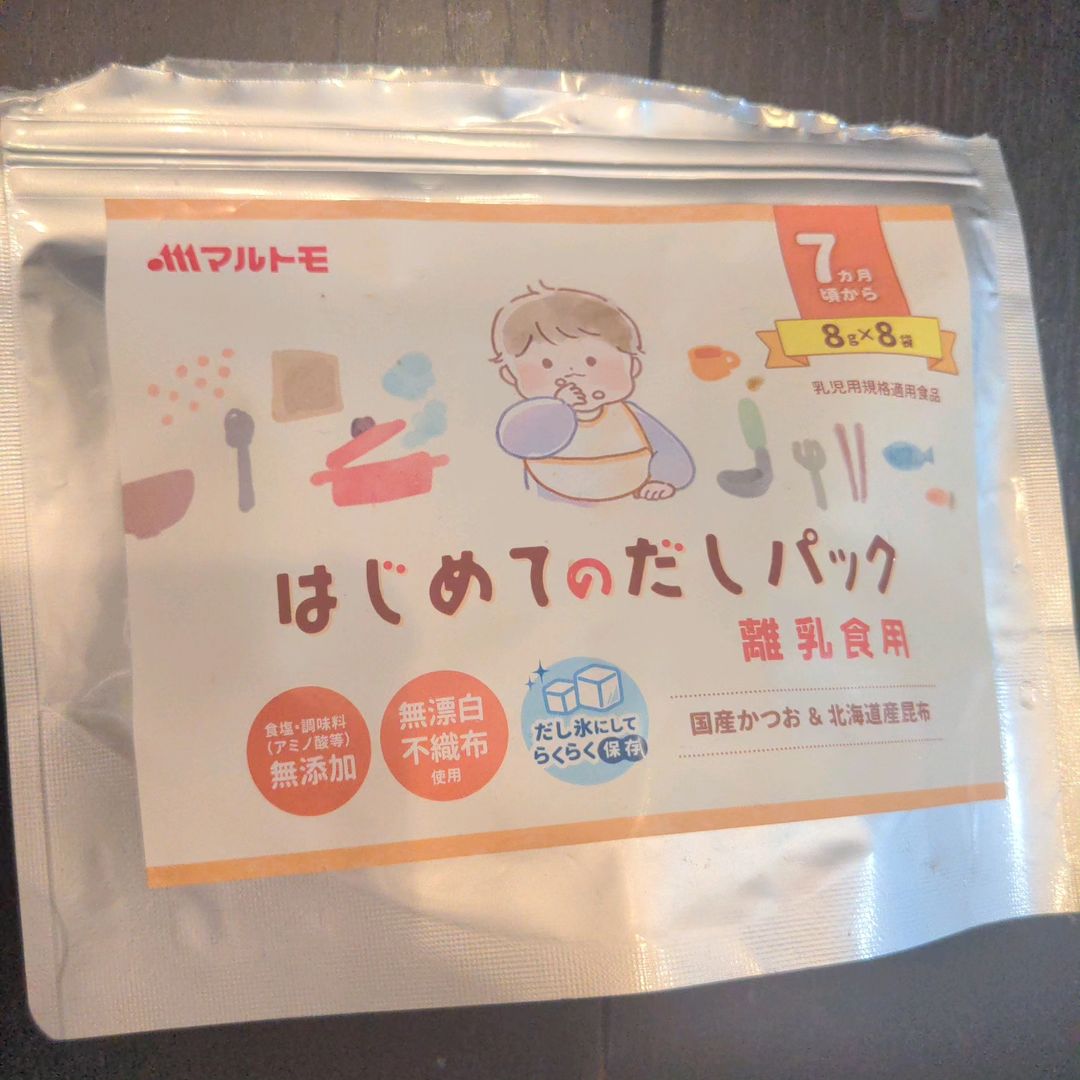 マルトモ
7ヵ月
頃から
8g×8袋
乳児用規格適用食品
はじめてのだしパック
離乳食用
食塩・調味料
(アミノ酸等)
無添加
無漂白
不織布
使用
だし氷にして
らくらく保存
国産かつお & 北海道産昆布